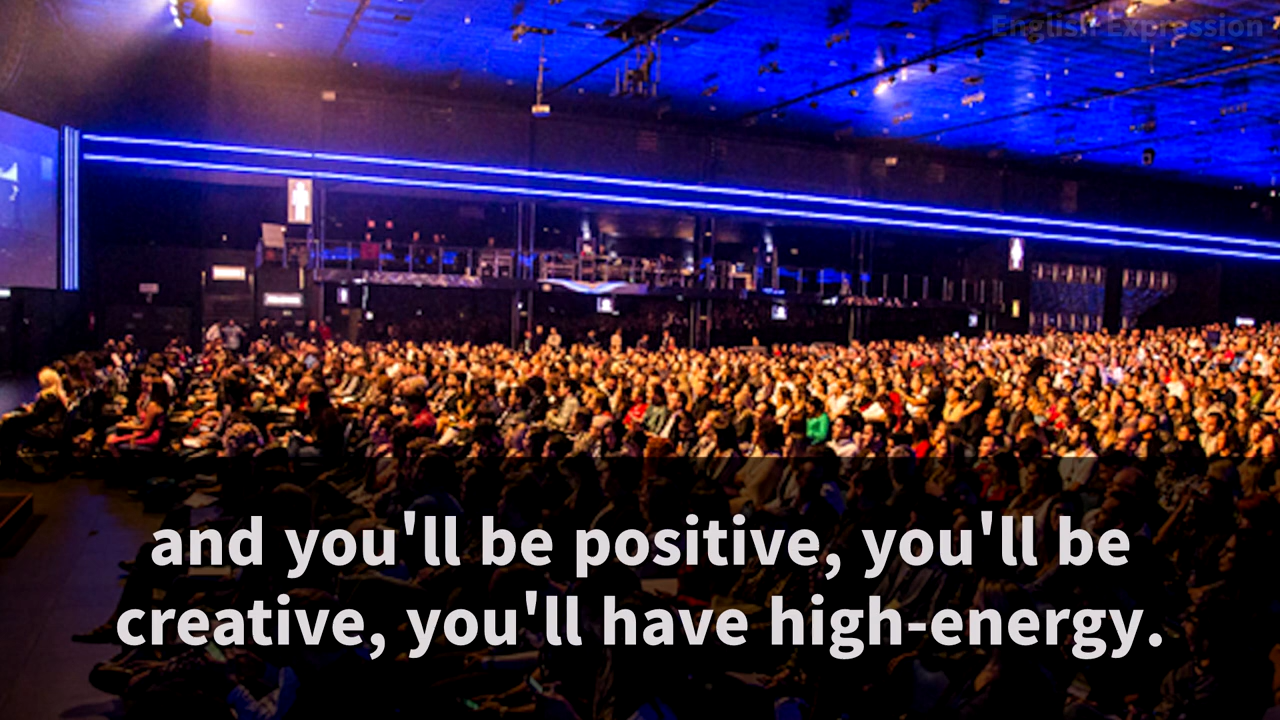 English Expression
and you'll be positive, you'll be
creative, you'll have high-energy.